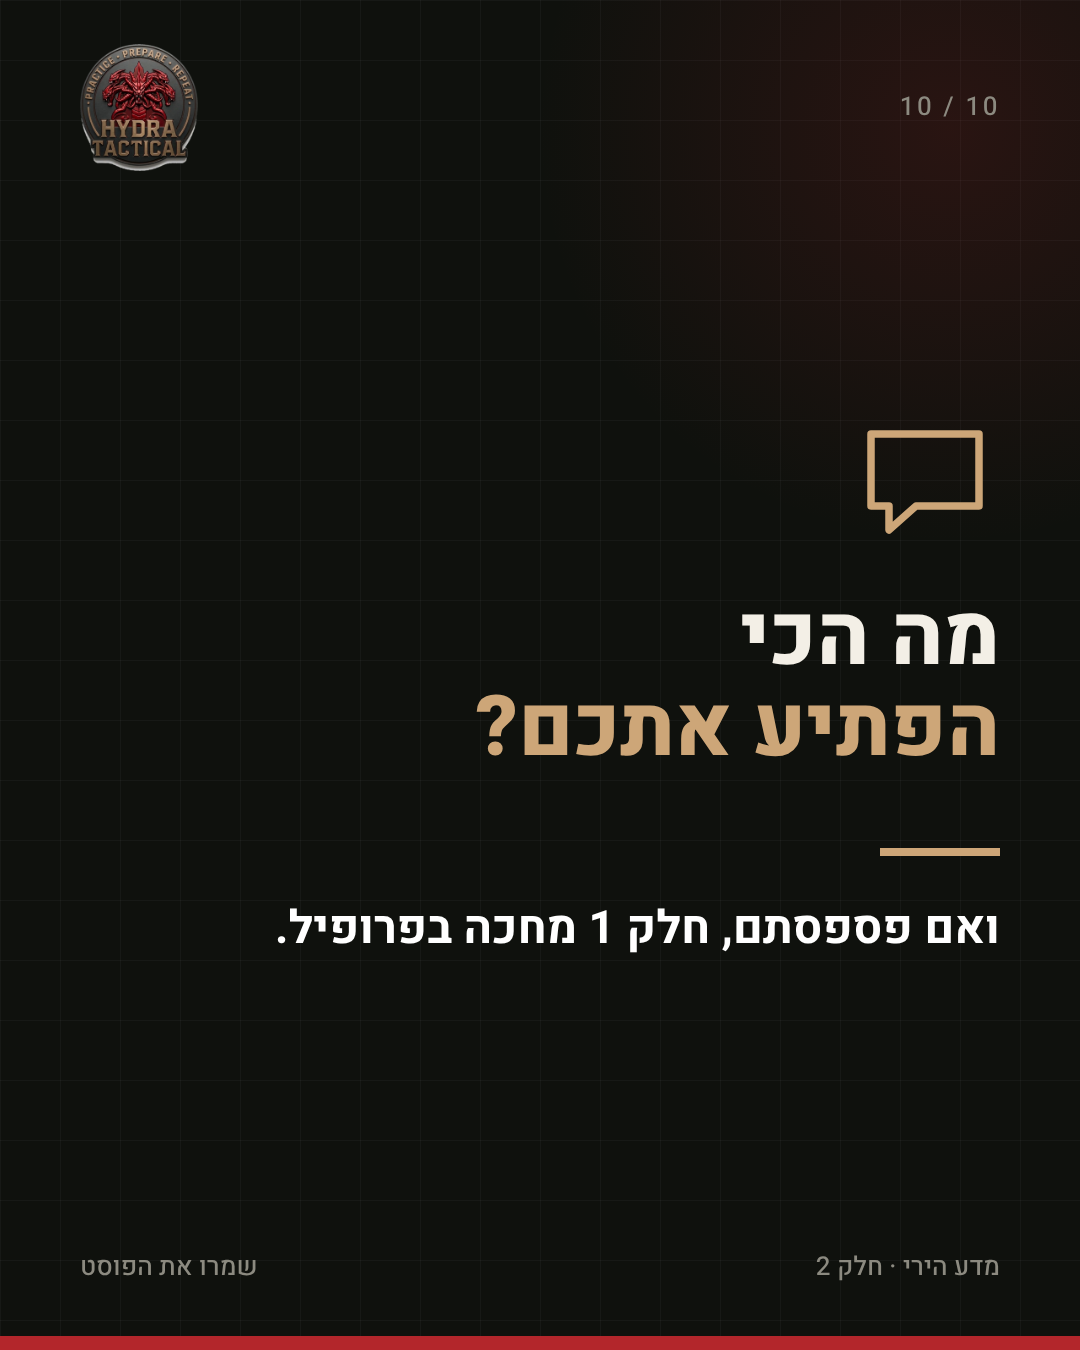 PRACTICE · PREPARE · REPEAT
HYDRA
TACTICAL
10 / 10
מה הכי
הפתיע אתכם?
ואם פספסתם, חלק 1 מחכה בפרופיל.
מדע הירי · חלק 2
שמרו את הפוסט